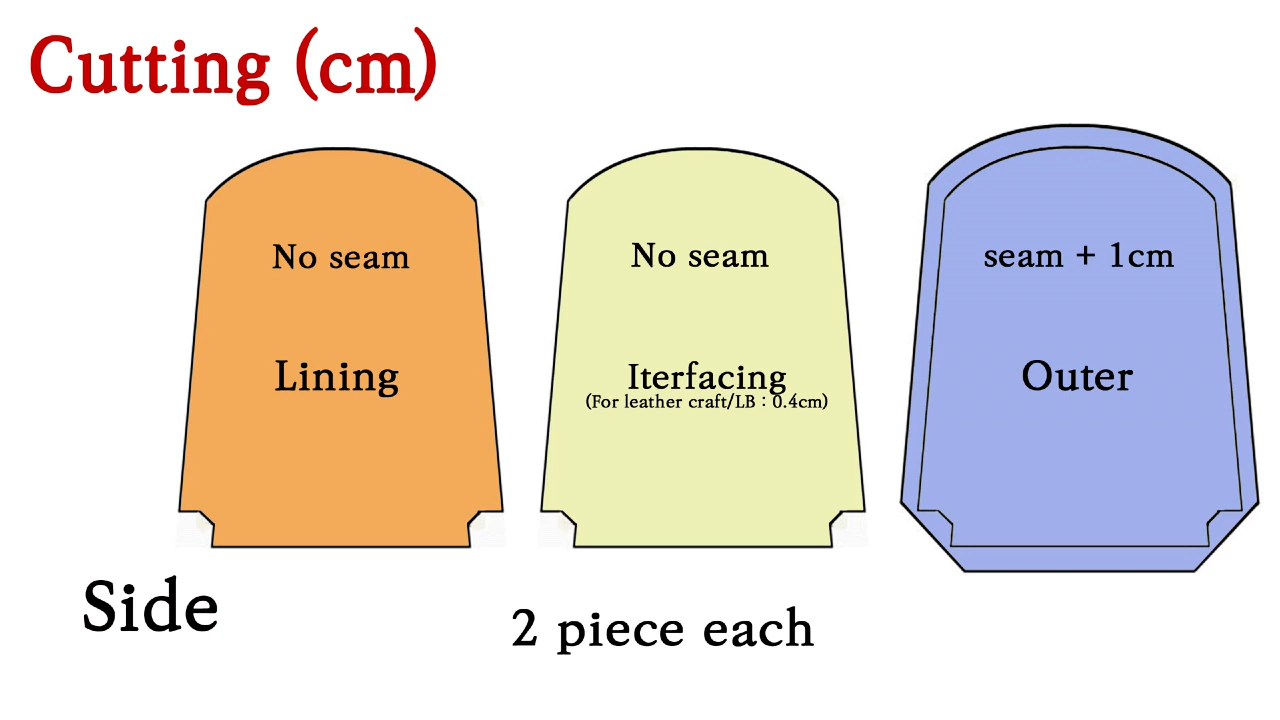 Cutting (cm)
No seam
Lining
No seam
Iterfacing
(For leather craft/LB : 0.4cm)
seam + 1cm
Outer
Side
2 piece each